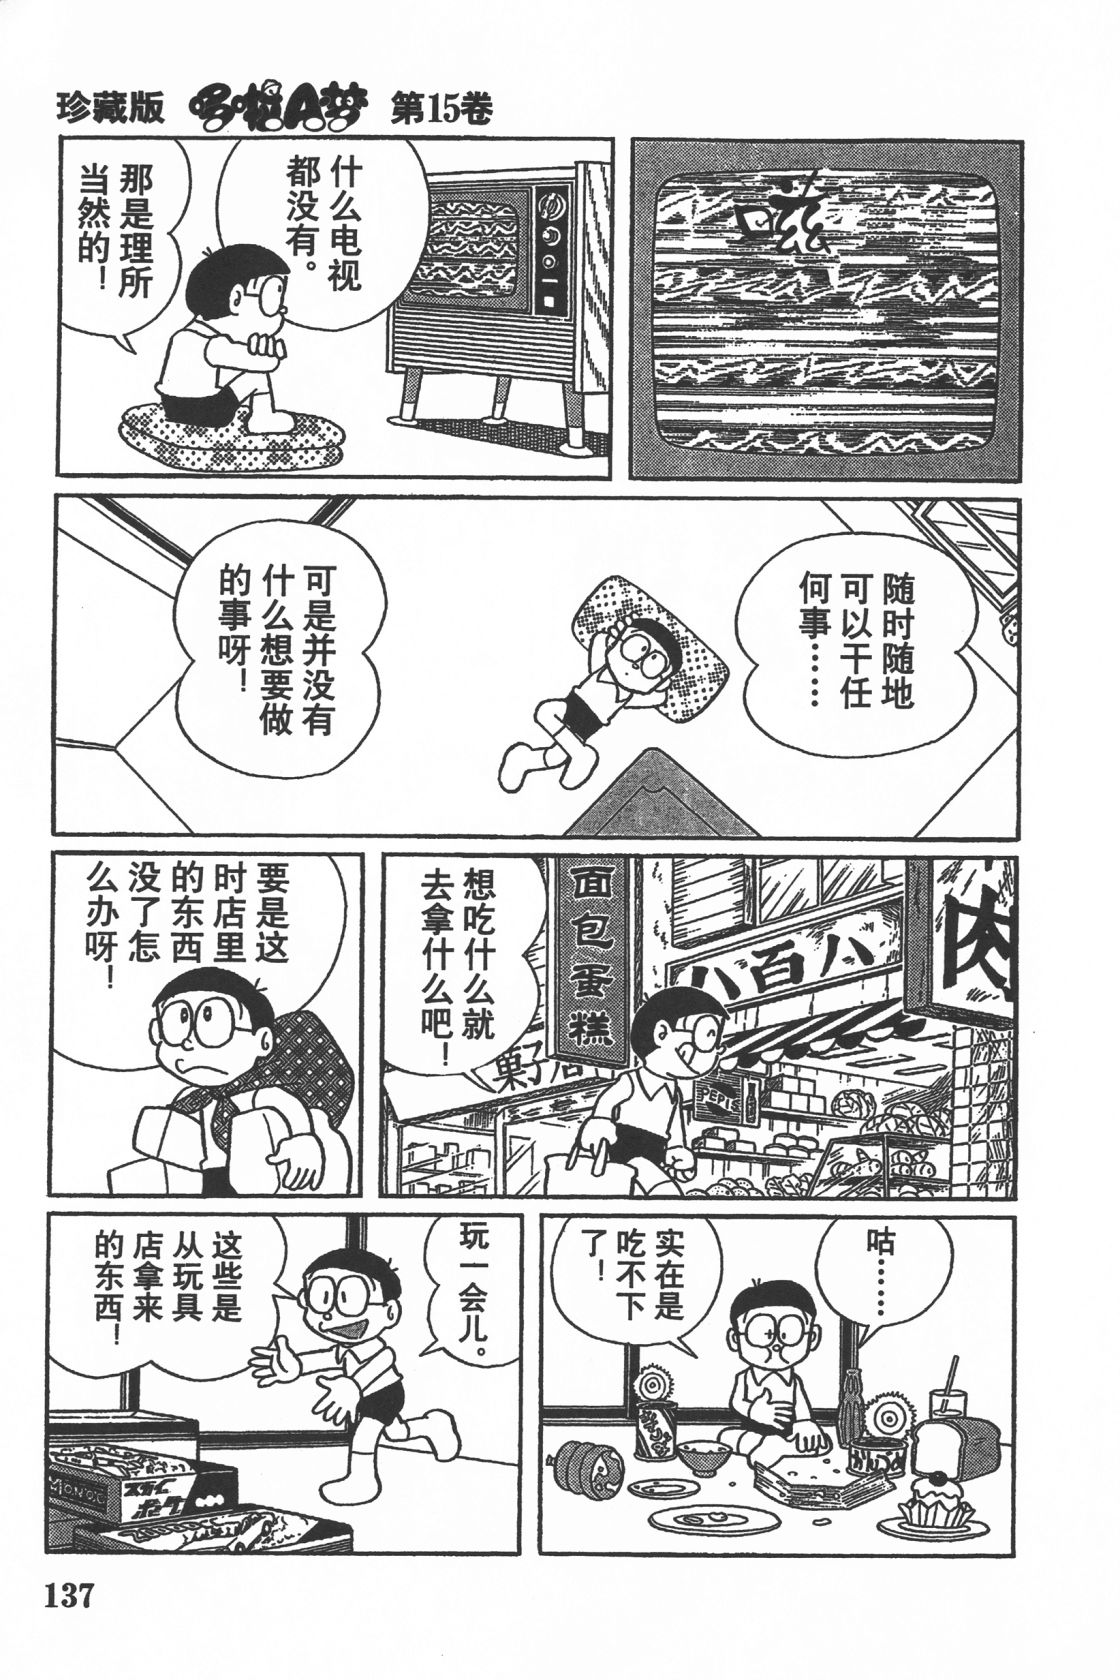 珍藏版 哆啦A梦 第15卷
嗞
什么电视
都没有。
那是理所
当然的！
随时随地
可以干任
何事……
可是并没有
什么想要做
的事呀！
肉
八百八
PEPIS
面包蛋糕
菓子店
想吃什么就
去拿什么吧！
要是这
时店里
的东西
没了怎
么办呀！
咕……
实在是
吃不下
了！
玩一会儿。
这些是
从玩具
店拿来
的东西！
137